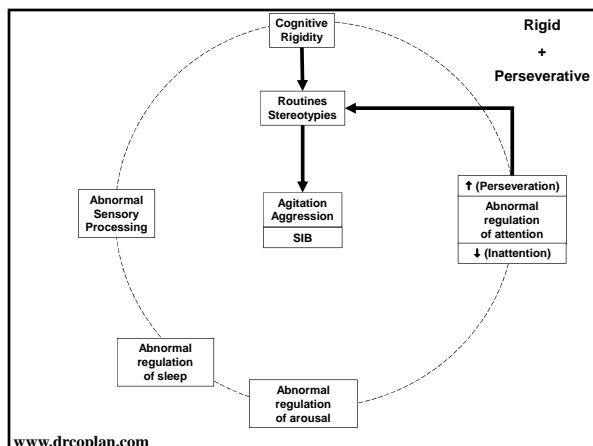 Cognitive
Rigidity
Rigid
+
Perseverative
Routines
Stereotypies
Abnormal
Sensory
Processing
Agitation
Aggression
SIB
↑ (Perseveration)
Abnormal
regulation
of attention
↓ (Inattention)
Abnormal
regulation
of sleep
Abnormal
regulation
of arousal
www.drcoplan.com